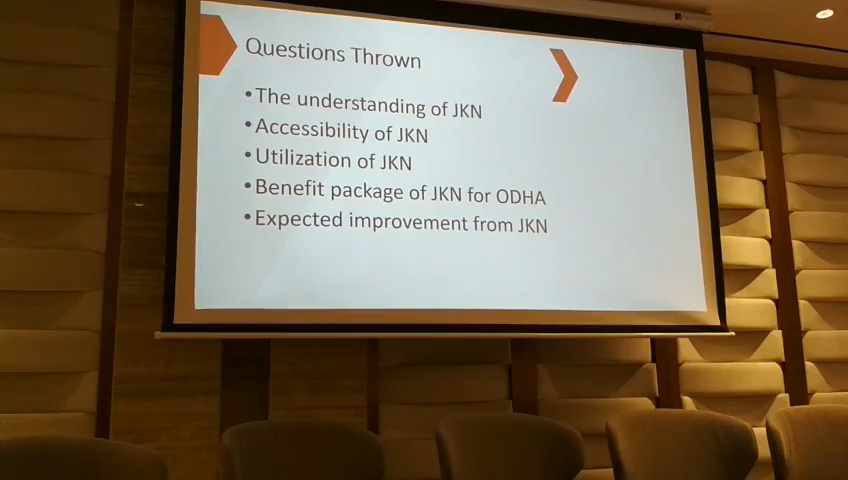 Questions Thrown
• The understanding of JKN
• Accessibility of JKN
• Utilization of JKN
• Benefit package of JKN for ODHA
• Expected improvement from JKN